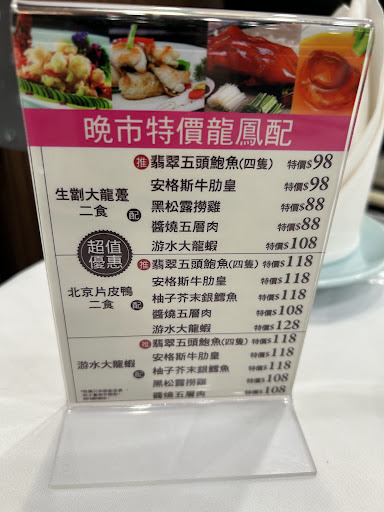 晚市特價龍鳳配
生劏大龍躉
二食
配
推 翡翠五頭鮑魚(四隻) 特價$98
安格斯牛肋皇 特價$98
黑松露撈雞 特價$88
醬燒五層肉 特價$88
游水大龍蝦 特價$108
超值
優惠
北京片皮鴨
二食
配
推 翡翠五頭鮑魚(四隻) 特價$118
安格斯牛肋皇 特價$118
柚子芥末銀鱈魚 特價$118
醬燒五層肉 特價$108
游水大龍蝦 特價$128
游水大龍蝦
配
推 翡翠五頭鮑魚(四隻) 特價$118
安格斯牛肋皇 特價$118
柚子芥末銀鱈魚 特價$118
黑松露撈雞 特價$108
醬燒五層肉 特價$108